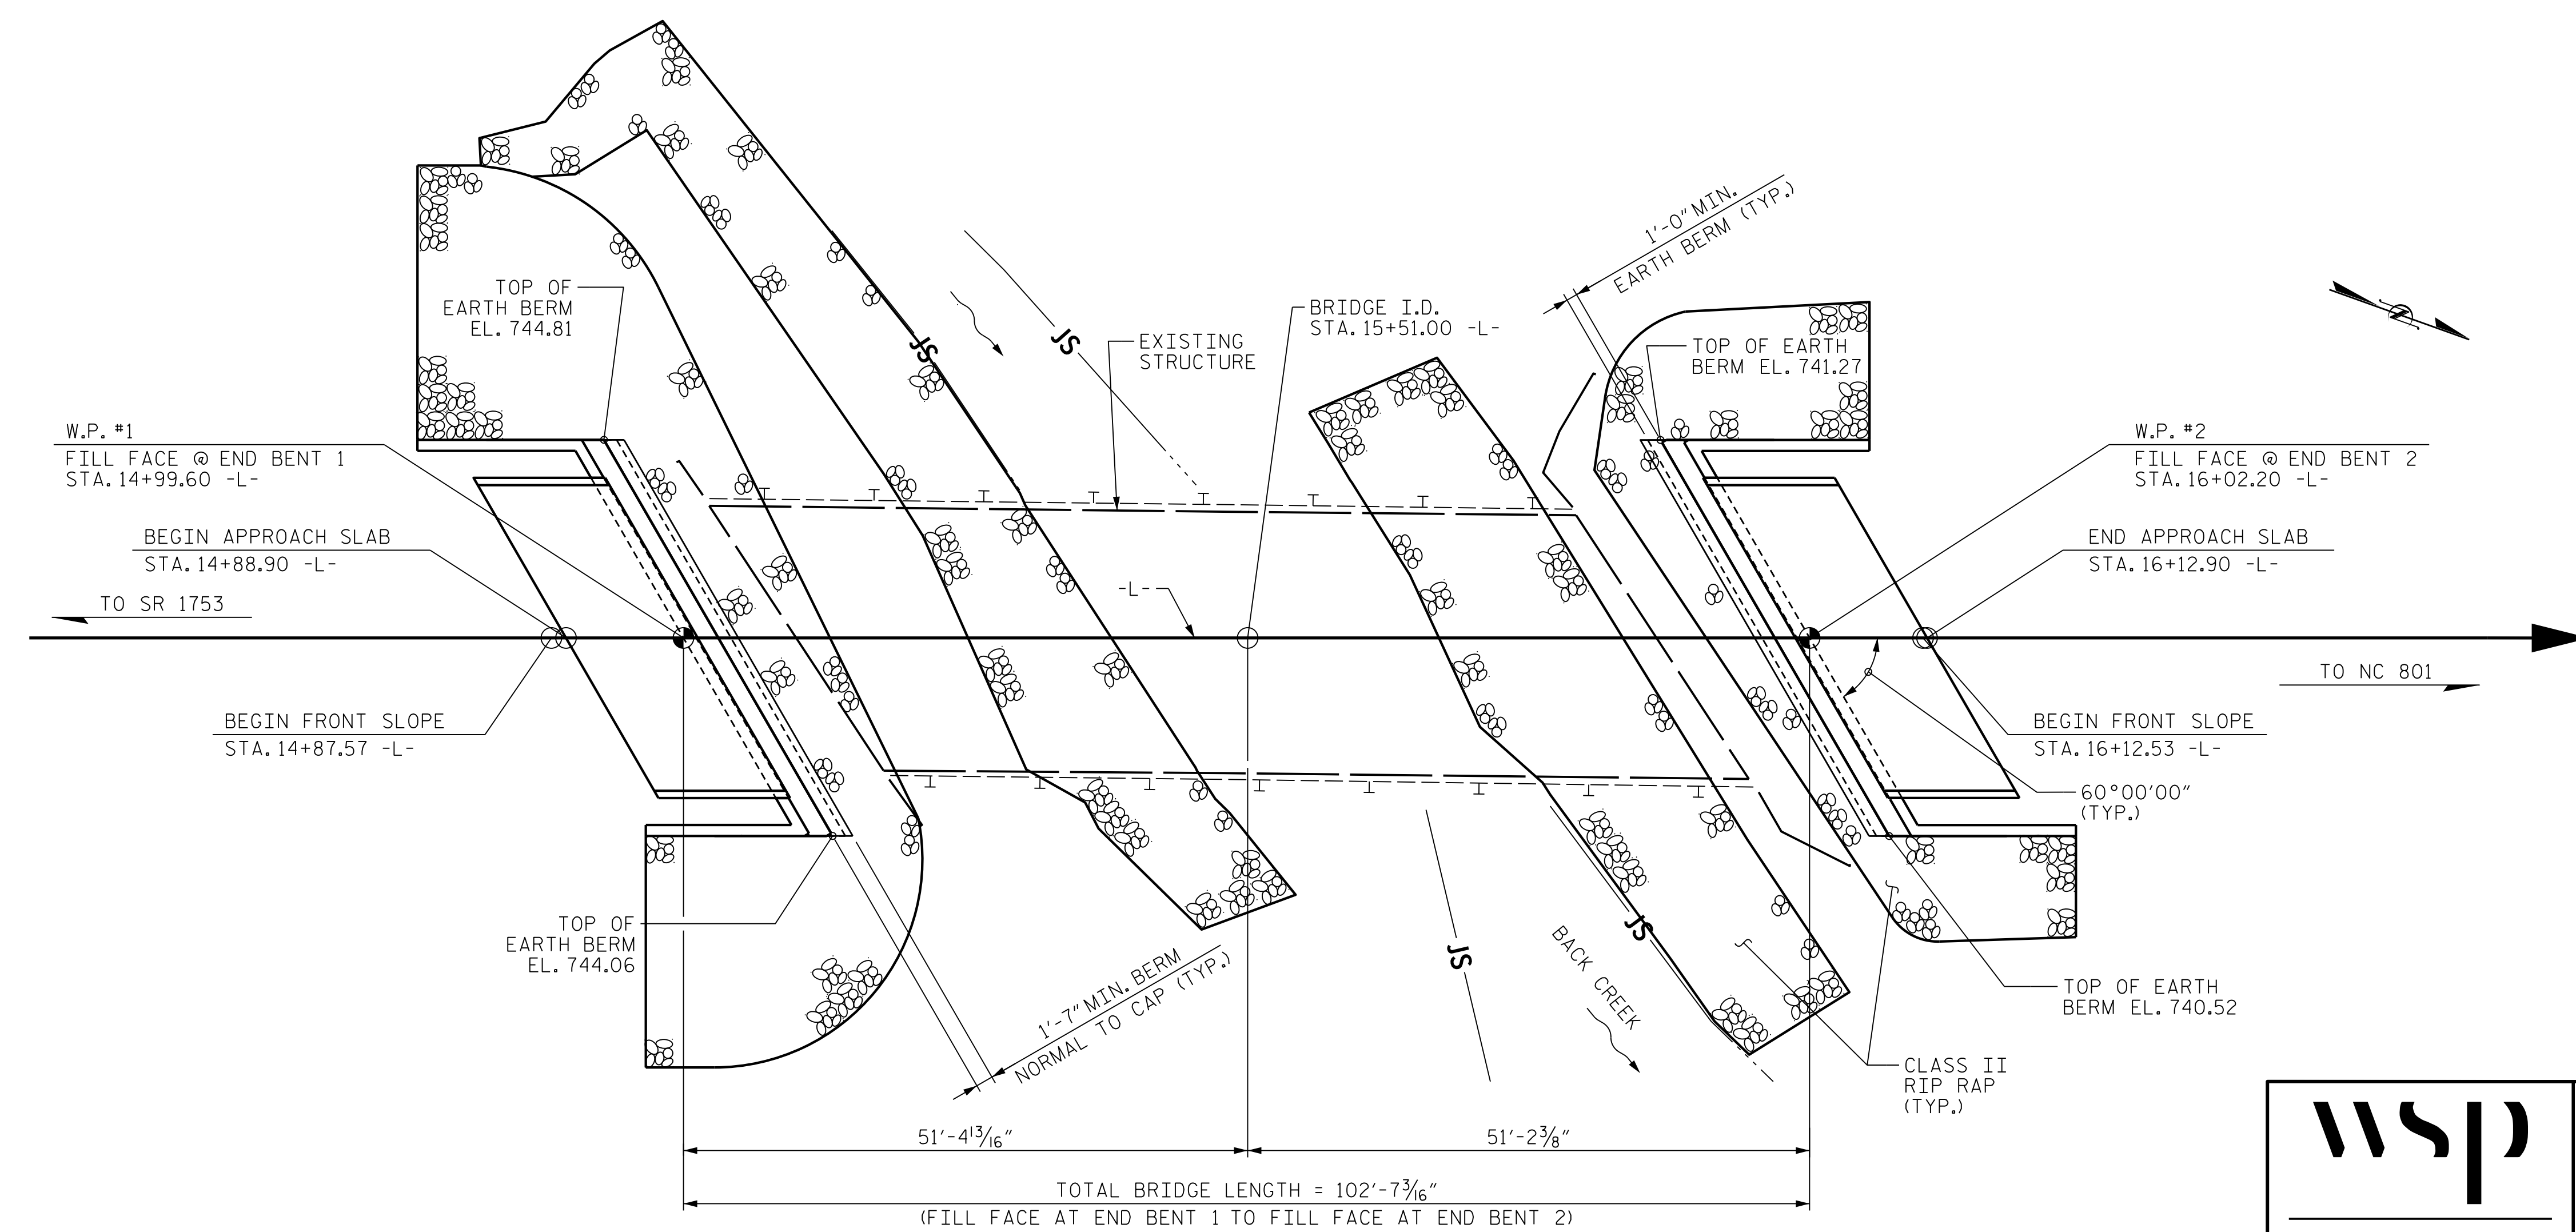 1'-0" MIN.
EARTH BERM (TYP.)
TOP OF
EARTH BERM
EL. 744.81
JS
JS
BRIDGE I.D.
STA. 15+51.00 -L-
EXISTING
STRUCTURE
TOP OF EARTH
BERM EL. 741.27
N
W.P. #1
FILL FACE @ END BENT 1
STA. 14+99.60 -L-
W.P. #2
FILL FACE @ END BENT 2
STA. 16+02.20 -L-
BEGIN APPROACH SLAB
STA. 14+88.90 -L-
END APPROACH SLAB
STA. 16+12.90 -L-
TO SR 1753
-L-
TO NC 801
BEGIN FRONT SLOPE
STA. 14+87.57 -L-
BEGIN FRONT SLOPE
STA. 16+12.53 -L-
60°00'00"
(TYP.)
TOP OF
EARTH BERM
EL. 744.06
JS
JS
BACK CREEK
1'-7" MIN. BERM
NORMAL TO CAP (TYP.)
TOP OF EARTH
BERM EL. 740.52
CLASS II
RIP RAP
(TYP.)
51'-4 13/16"
51'-2 3/8"
TOTAL BRIDGE LENGTH = 102'-7 3/16"
(FILL FACE AT END BENT 1 TO FILL FACE AT END BENT 2)
wsp